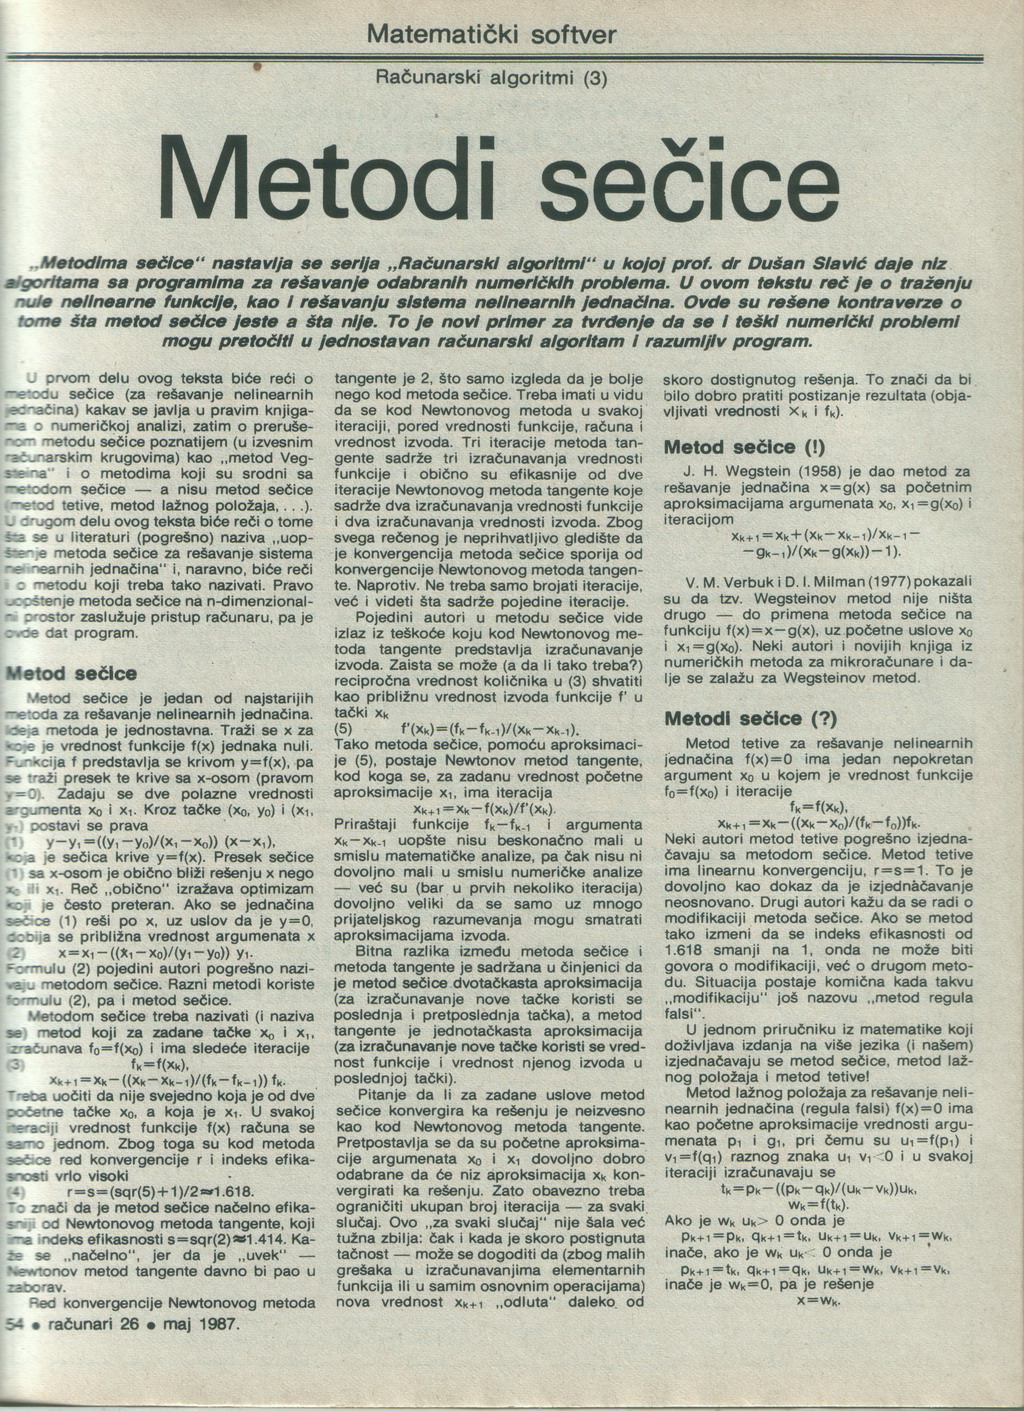 Matematički softver
Računarski algoritmi (3)
Metodi sečice
„Metodima sečice“ nastavlja se serija „Računarski algoritmi“ u kojoj prof. dr Dušan Slavić daje niz
algoritama sa programima za rešavanje odabranih numeričkih problema. U ovom tekstu reč je o traženju
nule nelinearne funkcije, kao i rešavanju sistema nelinearnih jednačina. Ovde su rešene kontraverze o
tome šta metod sečice jeste a šta nije. To je novi primer za tvrđenje da se i teški numerički problemi
mogu pretočiti u jednostavan računarski algoritam i razumljiv program.
U prvom delu ovog teksta biće reći o
metodu sečice (za rešavanje nelinearnih
jednačina) kakav se javlja u pravim knjiga-
ma o numeričkoj analizi, zatim o preruše-
nom metodu sečice poznatijem (u izvesnim
računarskim krugovima) kao „metod Veg-
steina“ i o metodima koji su srodni sa
metodom sečice — a nisu metod sečice
(metod tetive, metod lažnog položaja, . . .).
U drugom delu ovog teksta biće reči o tome
šta se u literaturi (pogrešno) naziva „uop-
štenje metoda sečice za rešavanje sistema
nelinearnih jednačina“ i, naravno, biće reči
i o metodu koji treba tako nazivati. Pravo
uopštenje metoda sečice na n-dimenzional-
ni prostor zaslužuje pristup računaru, pa je
ovde dat program.
Metod sečice
Metod sečice je jedan od najstarijih
metoda za rešavanje nelinearnih jednačina.
Ideja metoda je jednostavna. Traži se x za
koje je vrednost funkcije f(x) jednaka nuli.
Funkcija f predstavlja se krivom y=f(x), pa
se traži presek te krive sa x-osom (pravom
y=0). Zadaju se dve polazne vrednosti
argumenta x₀ i x₁. Kroz tačke (x₀, y₀) i (x₁,
y₁) postavi se prava
(1) y−y₁=((y₁−y₀)/(x₁−x₀)) (x−x₁),
koja je sečica krive y=f(x). Presek sečice
(1) sa x-osom je obično bliži rešenju x nego
x₀ ili x₁. Reč „obično“ izražava optimizam
koji je često preteran. Ako se jednačina
sečice (1) reši po x, uz uslov da je y=0,
dobija se približna vrednost argumenata x
(2) x=x₁−((x₁−x₀)/(y₁−y₀)) y₁.
Formulu (2) pojedini autori pogrešno nazi-
vaju metodom sečice. Razni metodi koriste
formulu (2), pa i metod sečice.
Metodom sečice treba nazivati (i naziva
se) metod koji za zadane tačke x₀ i x₁,
izračunava f₀=f(x₀) i ima sledeće iteracije
(3) fₖ=f(xₖ),
xₖ₊₁=xₖ−((xₖ−xₖ₋₁)/(fₖ−fₖ₋₁)) fₖ.
Treba uočiti da nije svejedno koja je od dve
početne tačke x₀, a koja je x₁. U svakoj
iteraciji vrednost funkcije f(x) računa se
samo jednom. Zbog toga su kod metoda
sečice red konvergencije r i indeks efika-
snosti vrlo visoki
(4) r=s=(sqr(5)+1)/2≈1.618.
To znači da je metod sečice načelno efika-
sniji od Newtonovog metoda tangente, koji
ima indeks efikasnosti s=sqr(2)≈1.414. Ka-
že se „načelno“, jer da je „uvek“ —
Newtonov metod tangente davno bi pao u
zaborav.
Red konvergencije Newtonovog metoda
tangente je 2, što samo izgleda da je bolje
nego kod metoda sečice. Treba imati u vidu
da se kod Newtonovog metoda u svakoj
iteraciji, pored vrednosti funkcije, računa i
vrednost izvoda. Tri iteracije metoda tan-
gente sadrže tri izračunavanja vrednosti
funkcije i obično su efikasnije od dve
iteracije Newtonovog metoda tangente koje
sadrže dva izračunavanja vrednosti funkcije
i dva izračunavanja vrednosti izvoda. Zbog
svega rečenog je neprihvatljivo gledište da
je konvergencija metoda sečice sporija od
konvergencije Newtonovog metoda tangen-
te. Naprotiv. Ne treba samo brojati iteracije,
već i videti šta sadrže pojedine iteracije.
Pojedini autori u metodu sečice vide
izlaz iz teškoće koju kod Newtonovog me-
toda tangente predstavlja izračunavanje
izvoda. Zaista se može (a da li tako treba?)
recipročna vrednost količnika u (3) shvatiti
kao približnu vrednost izvoda funkcije f' u
tački xₖ
(5) f'(xₖ)=(fₖ−fₖ₋₁)/(xₖ−xₖ₋₁).
Tako metoda sečice, pomoću aproksimaci-
je (5), postaje Newtonov metod tangente,
kod koga se, za zadanu vrednost početne
aproksimacije x₁, ima iteracija
xₖ₊₁=xₖ−f(xₖ)/f'(xₖ).
Priraštaji funkcije fₖ−fₖ₋₁ i argumenta
xₖ−xₖ₋₁ uopšte nisu beskonačno mali u
smislu matematičke analize, pa čak nisu ni
dovoljno mali u smislu numeričke analize
— već su (bar u prvih nekoliko iteracija)
dovoljno veliki da se samo uz mnogo
prijateljskog razumevanja mogu smatrati
aproksimacijama izvoda.
Bitna razlika između metoda sečice i
metoda tangente je sadržana u činjenici da
je metod sečice dvotačkasta aproksimacija
(za izračunavanje nove tačke koristi se
poslednja i pretposlednja tačka), a metod
tangente je jednotačkasta aproksimacija
(za izračunavanje nove tačke koristi se vred-
nost funkcije i vrednost njenog izvoda u
poslednjoj tački).
Pitanje da li za zadane uslove metod
sečice konvergira ka rešenju je neizvesno
kao kod Newtonovog metoda tangente.
Pretpostavlja se da su početne aproksima-
cije argumenata x₀ i x₁ dovoljno dobro
odabrane da će niz aproksimacija xₖ kon-
vergirati ka rešenju. Zato obavezno treba
ograničiti ukupan broj iteracija — za svaki
slučaj. Ovo „za svaki slučaj“ nije šala već
tužna zbilja: čak i kada je skoro postignuta
tačnost — može se dogoditi da (zbog malih
grešaka u izračunavanjima elementarnih
funkcija ili u samim osnovnim operacijama)
nova vrednost xₖ₊₁ „odluta“ daleko od
skoro dostignutog rešenja. To znači da bi
bilo dobro pratiti postizanje rezultata (obja-
vljivati vrednosti xₖ i fₖ).
Metod sečice (!)
J. H. Wegstein (1958) je dao metod za
rešavanje jednačina x=g(x) sa početnim
aproksimacijama argumenata x₀, x₁=g(x₀) i
iteracijom
xₖ₊₁=xₖ+(xₖ−xₖ₋₁)/xₖ₋₁−
−gₖ₋₁)/(xₖ−g(xₖ))−1).
V. M. Verbuk i D. I. Milman (1977) pokazali
su da tzv. Wegsteinov metod nije ništa
drugo — do primena metoda sečice na
funkciju f(x)=x−g(x), uz početne uslove x₀
i x₁=g(x₀). Neki autori i novijih knjiga iz
numeričkih metoda za mikroračunare i da-
lje se zalažu za Wegsteinov metod.
Metodi sečice (?)
Metod tetive za rešavanje nelinearnih
jednačina f(x)=0 ima jedan nepokretan
argument x₀ u kojem je vrednost funkcije
f₀=f(x₀) i iteracije
fₖ=f(xₖ),
xₖ₊₁=xₖ−((xₖ−x₀)/(fₖ−f₀))fₖ.
Neki autori metod tetive pogrešno izjedna-
čavaju sa metodom sečice. Metod tetive
ima linearnu konvergenciju, r=s=1. To je
dovoljno kao dokaz da je izjednačavanje
neosnovano. Drugi autori kažu da se radi o
modifikaciji metoda sečice. Ako se metod
tako izmeni da se indeks efikasnosti od
1.618 smanji na 1, onda ne može biti
govora o modifikaciji, već o drugom meto-
du. Situacija postaje komična kada takvu
„modifikaciju“ još nazovu „metod regula
falsi“.
U jednom priručniku iz matematike koji
doživljava izdanja na više jezika (i našem)
izjednačavaju se metod sečice, metod laž-
nog položaja i metod tetive!
Metod lažnog položaja za rešavanje neli-
nearnih jednačina (regula falsi) f(x)=0 ima
kao početne aproksimacije vrednosti argu-
menata p₁ i g₁, pri čemu su u₁=f(p₁) i
v₁=f(q₁) raznog znaka u₁ v₁<0 i u svakoj
iteraciji izračunavaju se
tₖ=pₖ−((pₖ−qₖ)/(uₖ−vₖ))uₖ,
wₖ=f(tₖ).
Ako je wₖ uₖ> 0 onda je
pₖ₊₁=pₖ, qₖ₊₁=tₖ, uₖ₊₁=uₖ, vₖ₊₁=wₖ,
inače, ako je wₖ uₖ< 0 onda je
pₖ₊₁=tₖ, qₖ₊₁=qₖ, uₖ₊₁=wₖ, vₖ₊₁=vₖ,
inače je wₖ=0, pa je rešenje
x=wₖ.
54 • računari 26 • maj 1987.